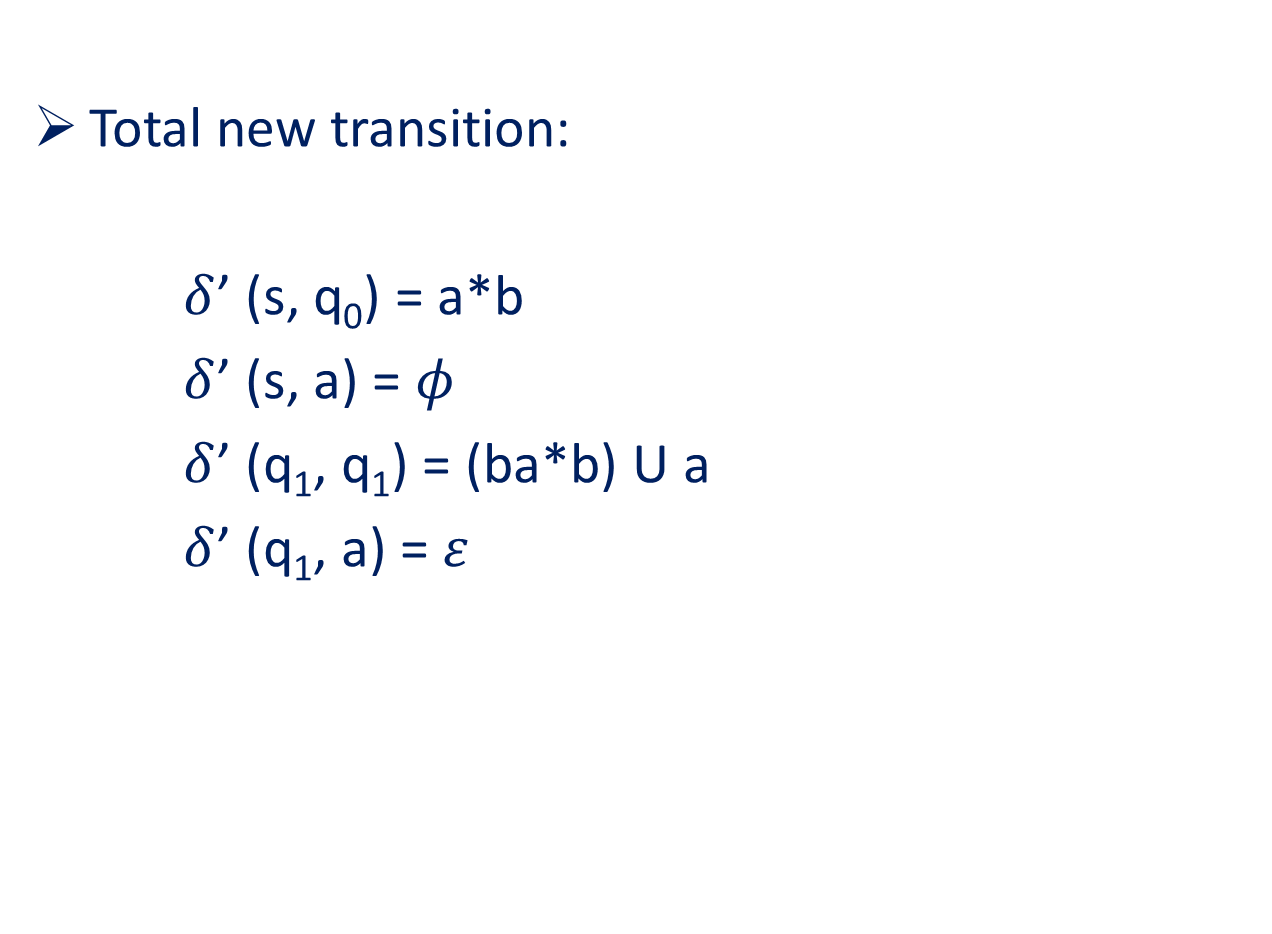 ➢ Total new transition:
𝛿’ (s, q₀) = a*b
𝛿’ (s, a) = 𝜙
𝛿’ (q₁, q₁) = (ba*b) U a
𝛿’ (q₁, a) = 𝜀